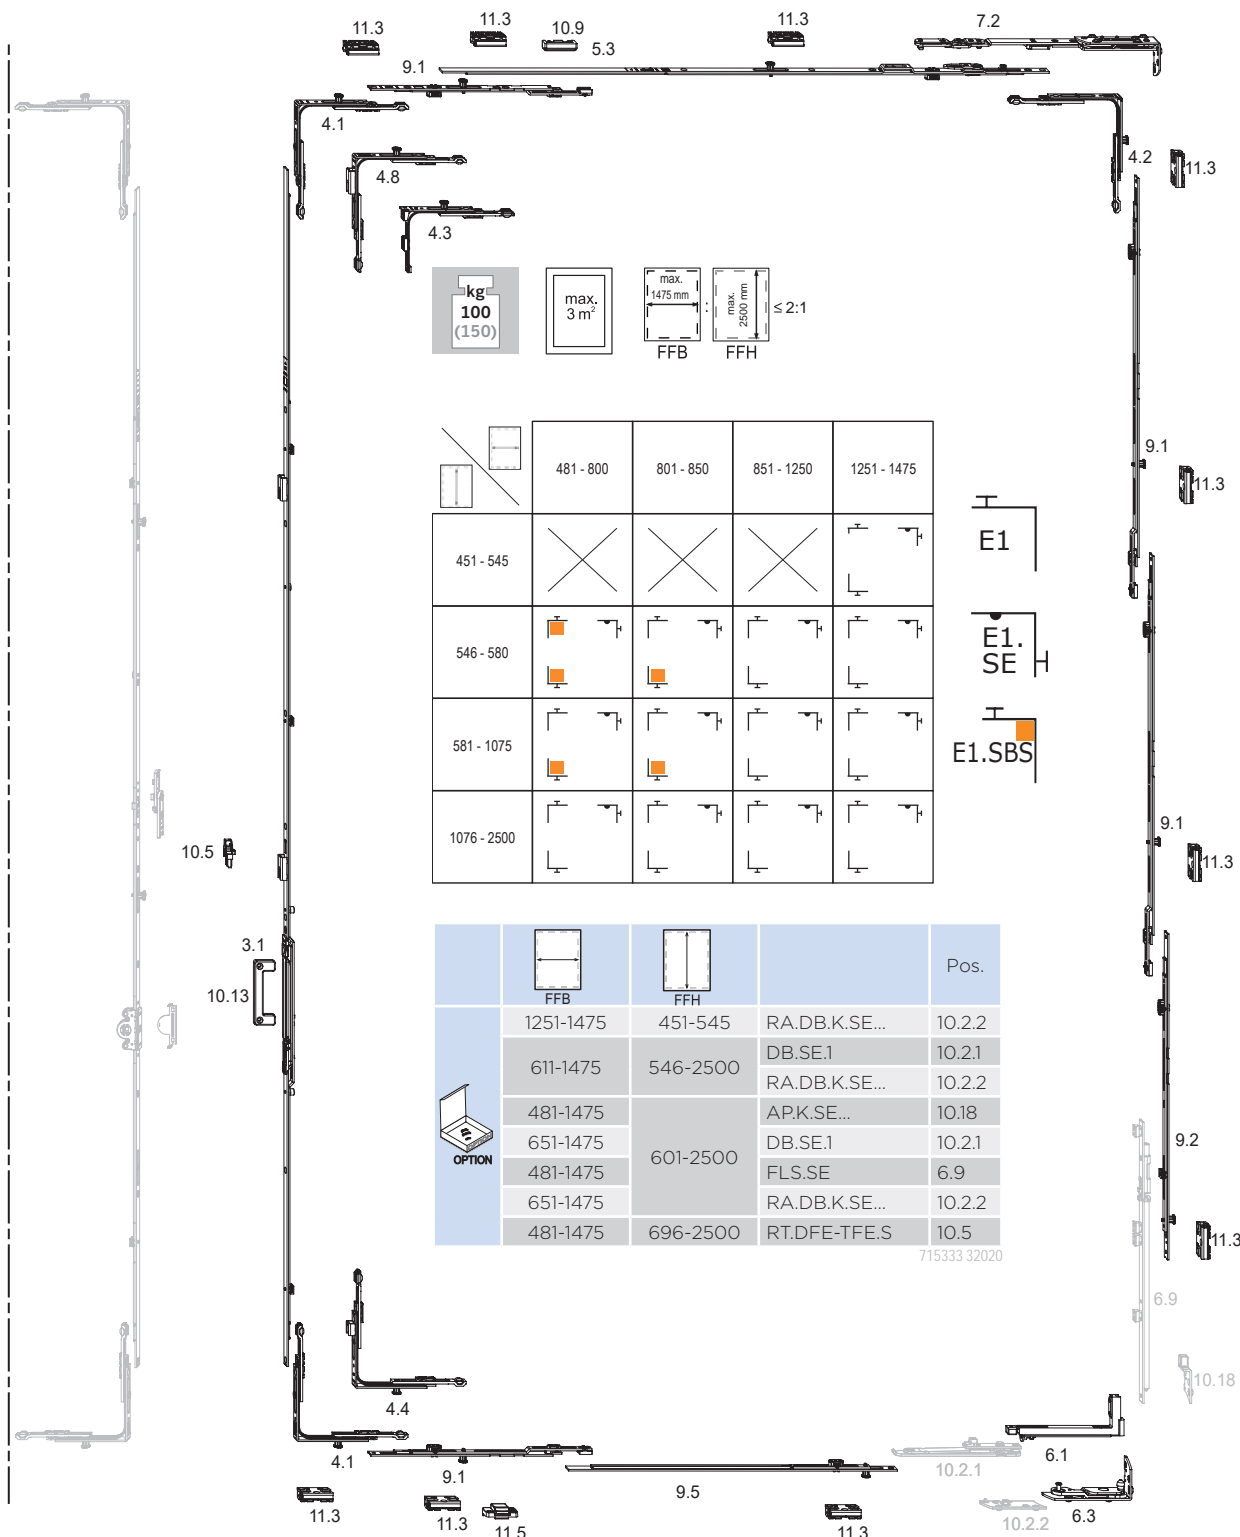 11.3
11.3
10.9
5.3
11.3
7.2
9.1
4.1
4.8
4.3
4.2
11.3
kg
100
(150)
max.
3 m²
max.
1475 mm
FFB
:
max.
2500 mm
FFH
≤ 2:1
481 - 800
801 - 850
851 - 1250
1251 - 1475
451 - 545
546 - 580
581 - 1075
1076 - 2500
E1
E1.
SE
E1.SBS
9.1
11.3
9.1
11.3
10.5
3.1
10.13
FFB FFH Pos.
1251-1475 451-545 RA.DB.K.SE... 10.2.2
611-1475 546-2500 DB.SE.1 10.2.1
RA.DB.K.SE... 10.2.2
481-1475 601-2500 AP.K.SE... 10.18
651-1475 DB.SE.1 10.2.1
481-1475 FLS.SE 6.9
651-1475 RA.DB.K.SE... 10.2.2
481-1475 696-2500 RT.DFE-TFE.S 10.5
OPTION
715333 32020
9.2
11.3
6.9
10.18
4.4
4.1
9.1
9.5
10.2.1
6.1
11.3
11.3
11.5
11.3
10.2.2
6.3